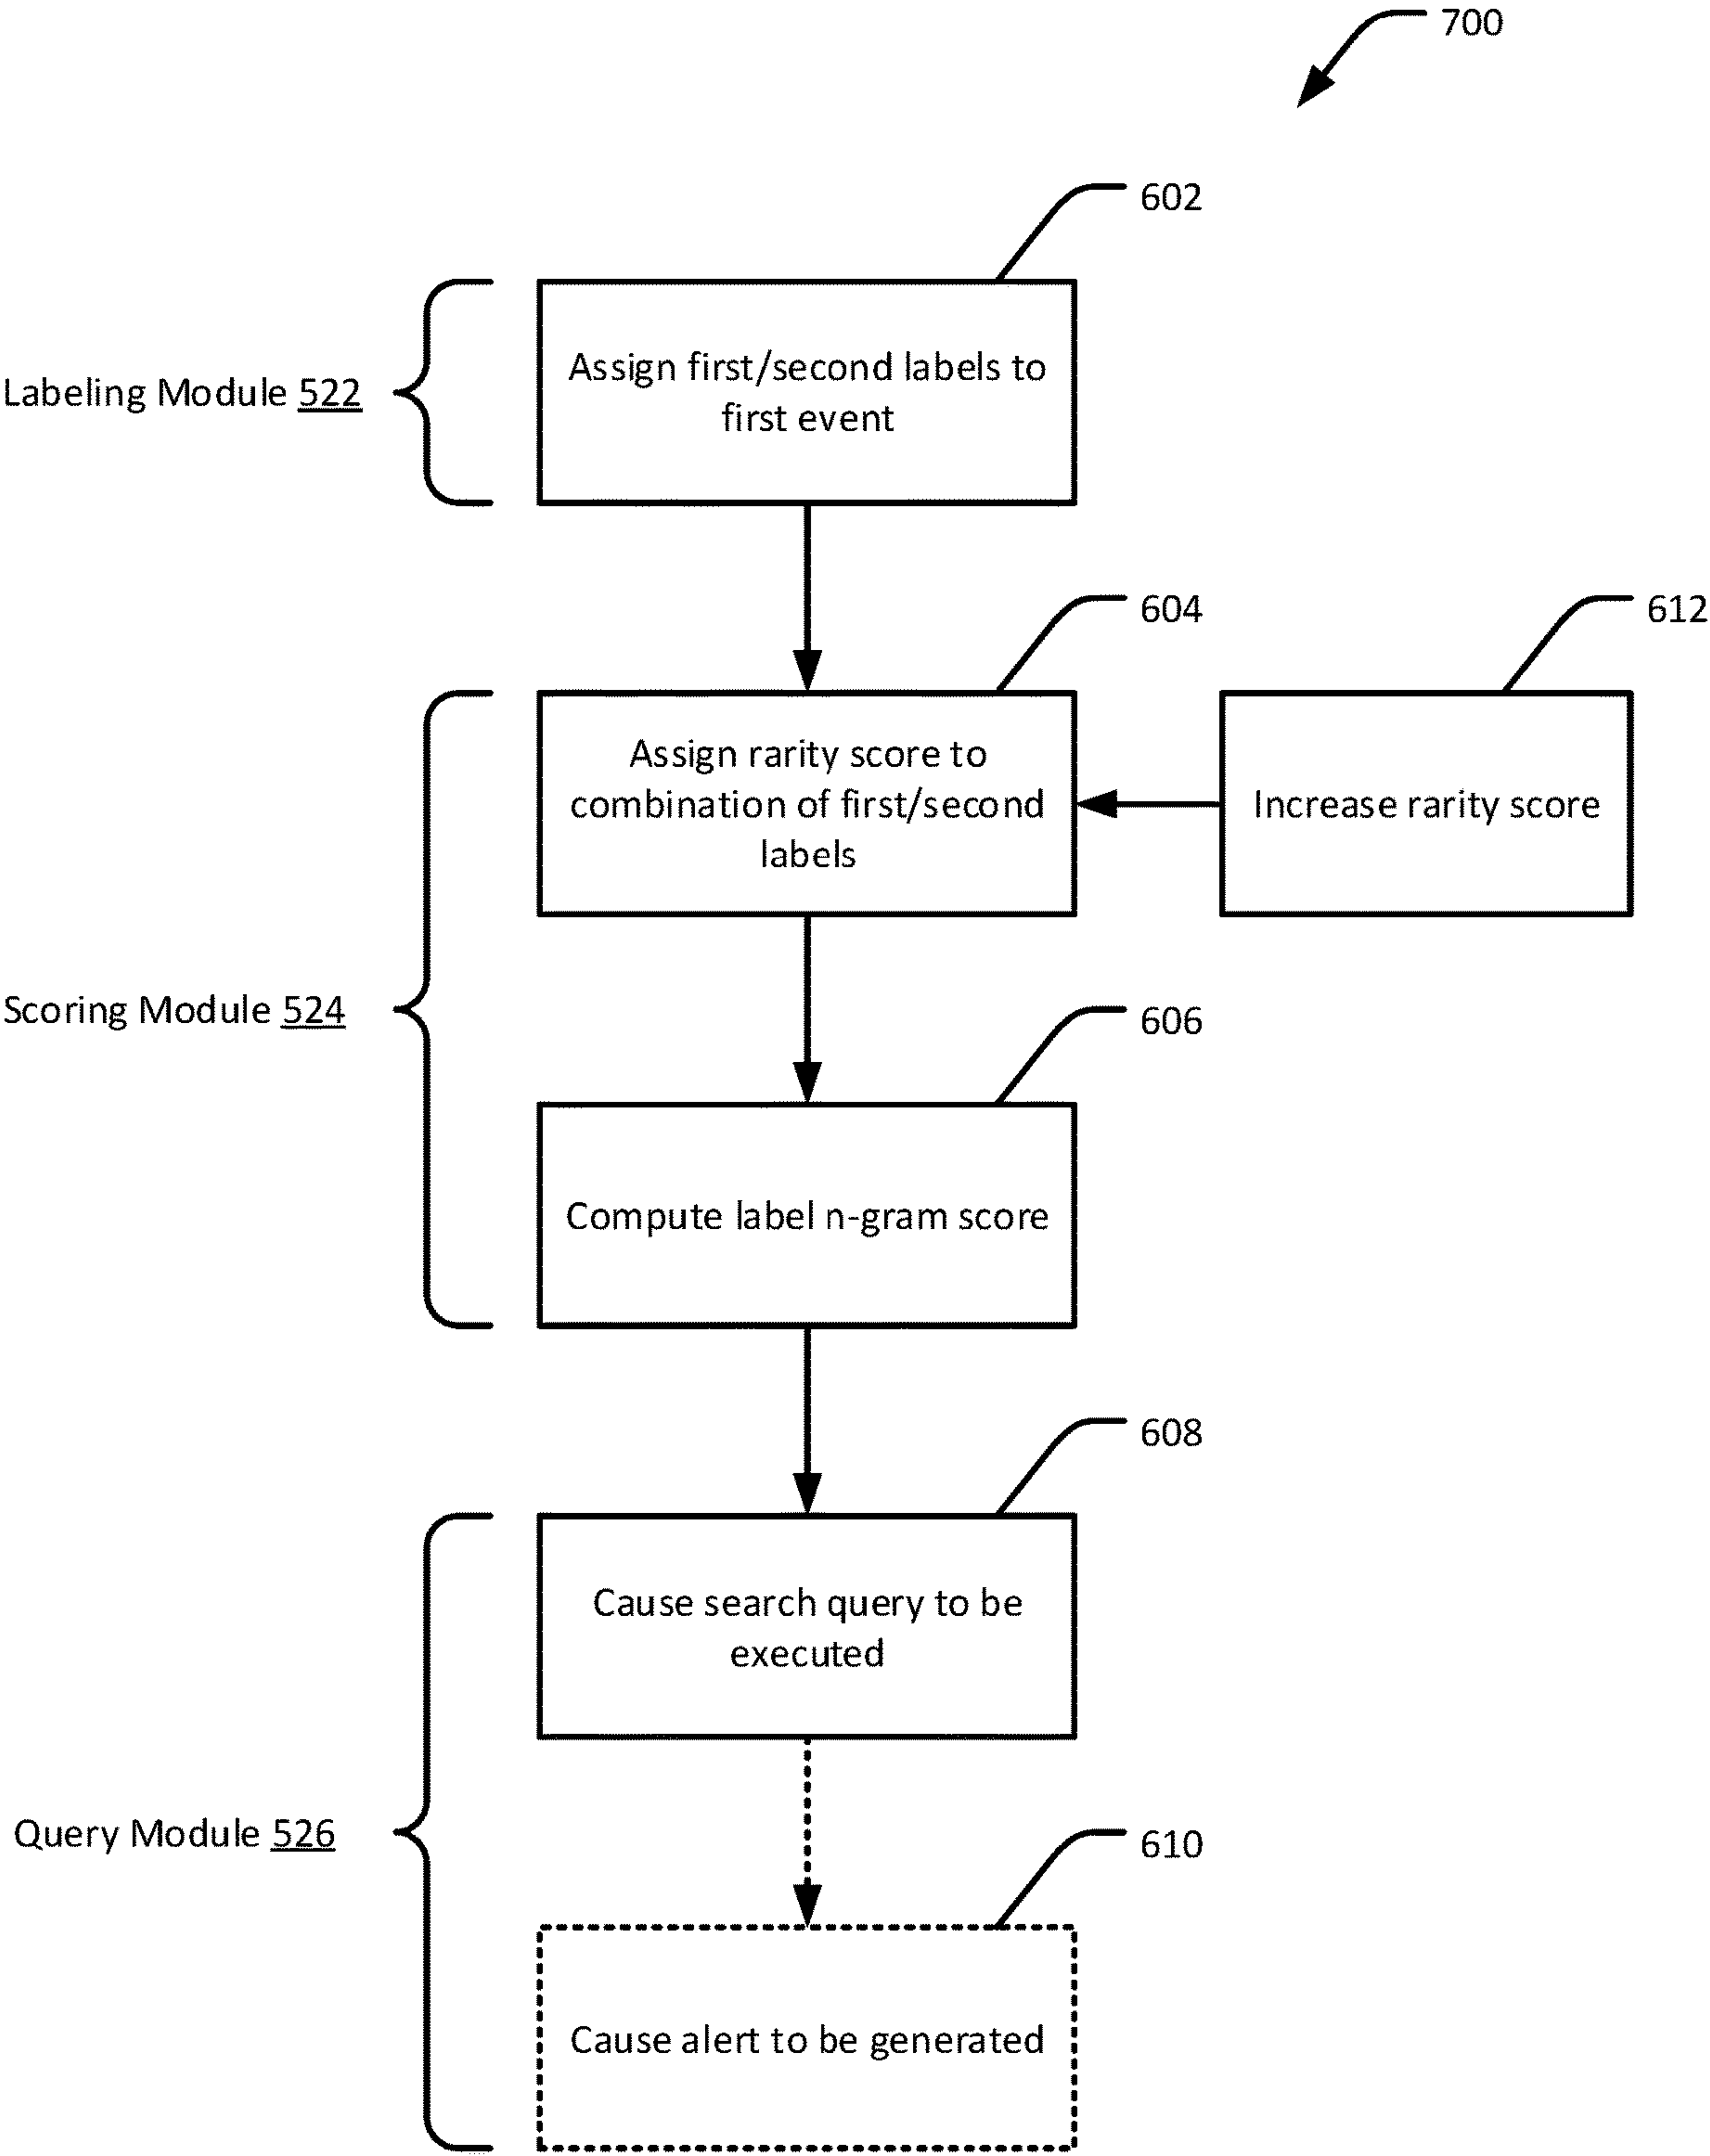 700
602
Labeling Module 522
Assign first/second labels to
first event
604
612
Assign rarity score to
combination of first/second
labels
Increase rarity score
Scoring Module 524
606
Compute label n-gram score
608
Cause search query to be
executed
Query Module 526
610
Cause alert to be generated